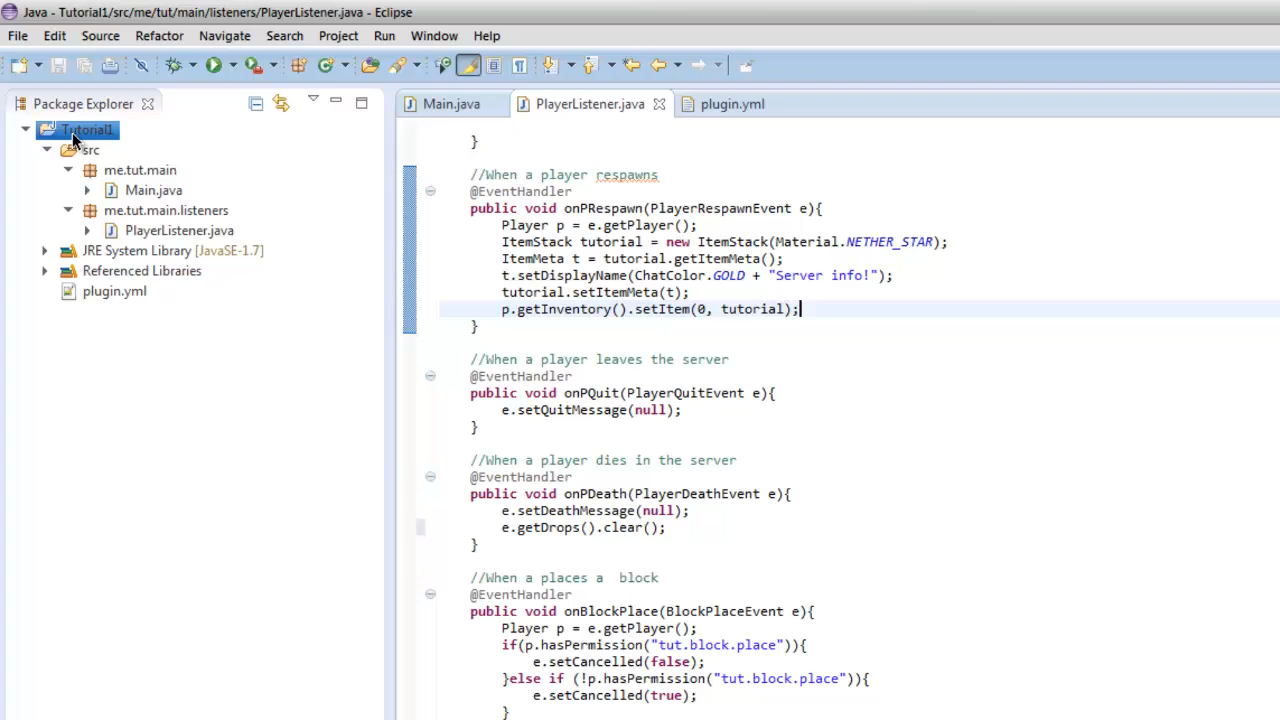 Java - Tutorial1/src/me/tut/main/listeners/PlayerListener.java - Eclipse
File Edit Source Refactor Navigate Search Project Run Window Help
Package Explorer
Main.java PlayerListener.java plugin.yml
Tutorial1
src
me.tut.main
Main.java
me.tut.main.listeners
PlayerListener.java
JRE System Library [JavaSE-1.7]
Referenced Libraries
plugin.yml
}
//When a player respawns
@EventHandler
public void onPRespawn(PlayerRespawnEvent e){
Player p = e.getPlayer();
ItemStack tutorial = new ItemStack(Material.NETHER_STAR);
ItemMeta t = tutorial.getItemMeta();
t.setDisplayName(ChatColor.GOLD + "Server info!");
tutorial.setItemMeta(t);
p.getInventory().setItem(0, tutorial);
}
//When a player leaves the server
@EventHandler
public void onPQuit(PlayerQuitEvent e){
e.setQuitMessage(null);
}
//When a player dies in the server
@EventHandler
public void onPDeath(PlayerDeathEvent e){
e.setDeathMessage(null);
e.getDrops().clear();
}
//When a places a  block
@EventHandler
public void onBlockPlace(BlockPlaceEvent e){
Player p = e.getPlayer();
if(p.hasPermission("tut.block.place")){
e.setCancelled(false);
}else if (!p.hasPermission("tut.block.place")){
e.setCancelled(true);
}